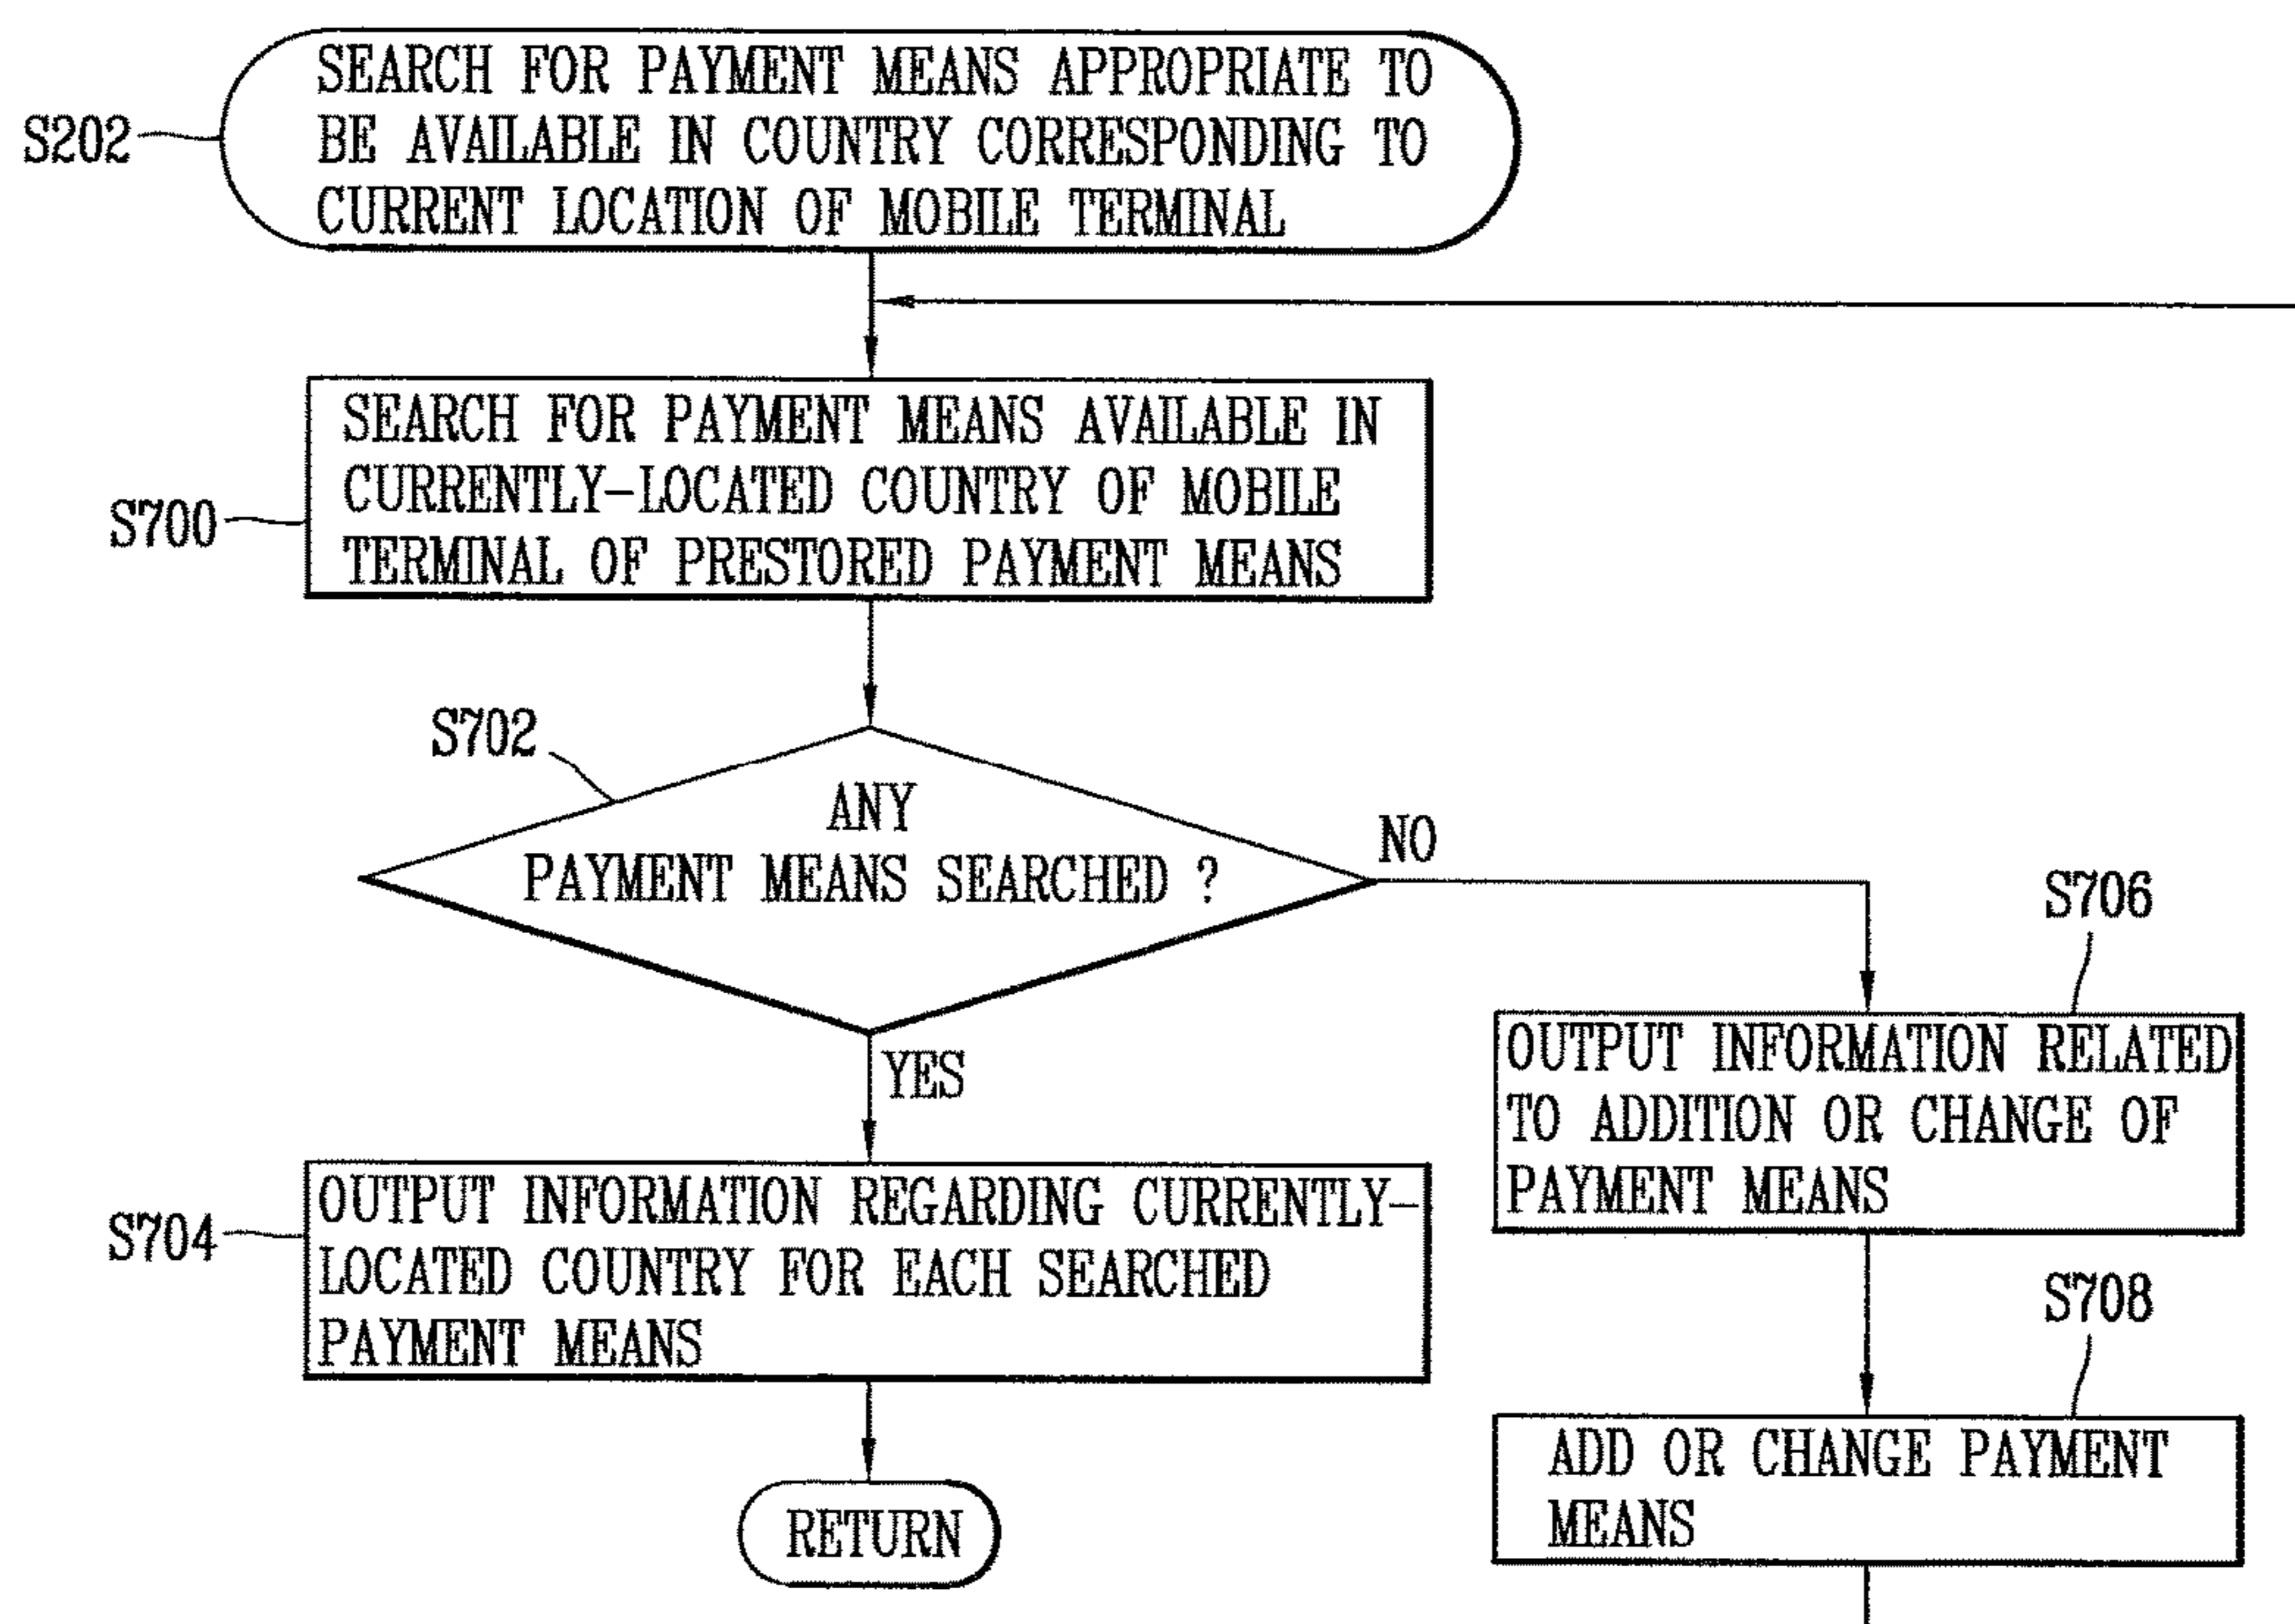 SEARCH FOR PAYMENT MEANS APPROPRIATE TO
BE AVAILABLE IN COUNTRY CORRESPONDING TO
CURRENT LOCATION OF MOBILE TERMINAL
S202
SEARCH FOR PAYMENT MEANS AVAILABLE IN
CURRENTLY-LOCATED COUNTRY OF MOBILE
TERMINAL OF PRESTORED PAYMENT MEANS
S700
S702
ANY
PAYMENT MEANS SEARCHED ?
NO
YES
S706
OUTPUT INFORMATION RELATED
TO ADDITION OR CHANGE OF
PAYMENT MEANS
S704
OUTPUT INFORMATION REGARDING CURRENTLY-
LOCATED COUNTRY FOR EACH SEARCHED
PAYMENT MEANS
S708
ADD OR CHANGE PAYMENT
MEANS
RETURN